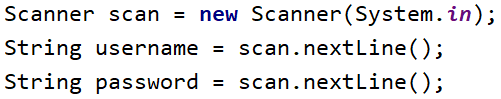 Scanner scan = new Scanner(System.in);
String username = scan.nextLine();
String password = scan.nextLine();